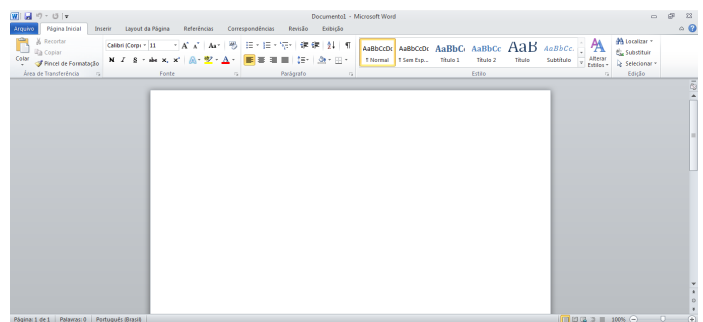 Documento1 - Microsoft Word
Arquivo Página Inicial Inserir Layout da Página Referências Correspondências Revisão Exibição
Colar
Recortar
Copiar
Pincel de Formatação
Área de Transferência
Calibri (Corpo 11
N I S abc x, x² Aa A A
Fonte
Parágrafo
AaBbCcDc AaBbCcDc AaBbC AaBbCc AaB AaBbCc.
¶ Normal ¶ Sem Esp... Título 1 Título 2 Título Subtítulo
Alterar
Estilos
Estilo
Localizar
Substituir
Selecionar
Edição
Página: 1 de 1 Palavras: 0 Português (Brasil) 100%